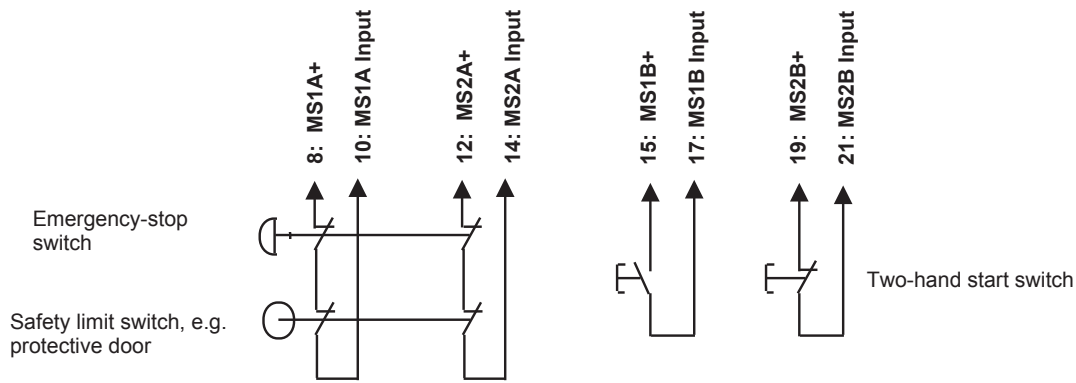 8: MS1A+
10: MS1A Input
12: MS2A+
14: MS2A Input
15: MS1B+
17: MS1B Input
19: MS2B+
21: MS2B Input
Emergency-stop
switch
Two-hand start switch
Safety limit switch, e.g.
protective door